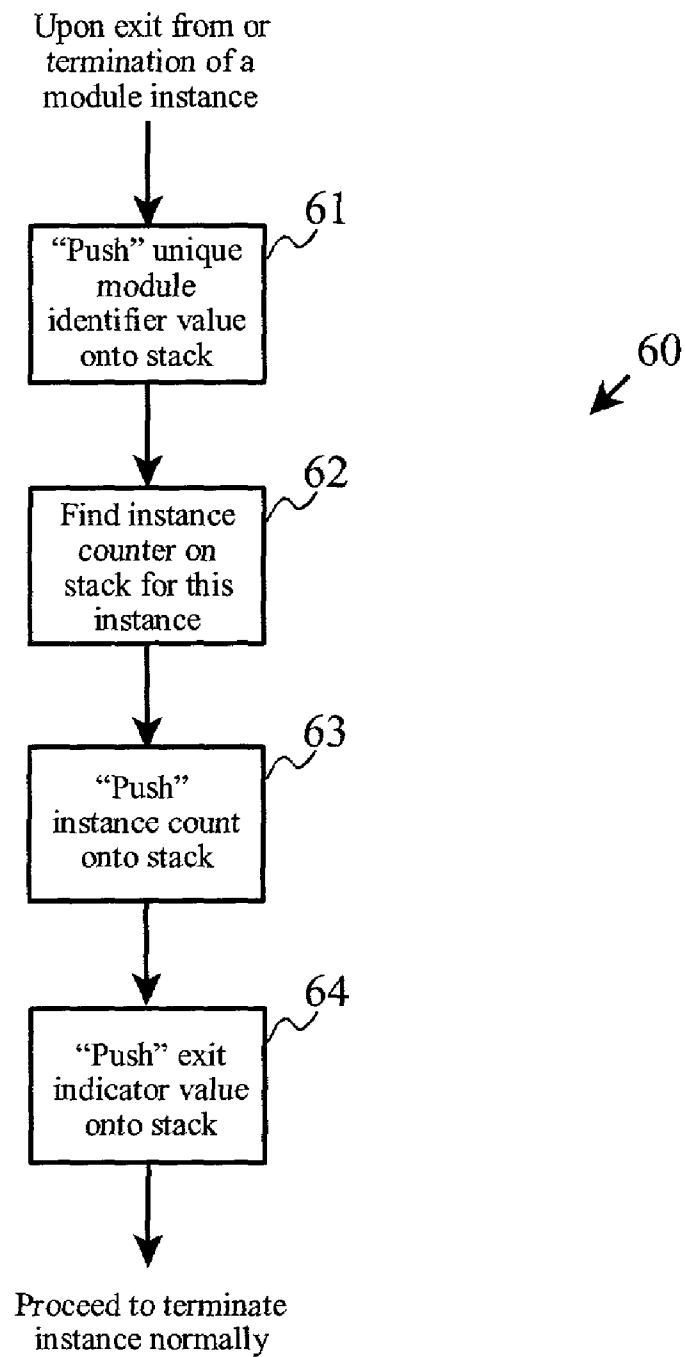 Upon exit from or
termination of a
module instance
61
“Push” unique
module
identifier value
onto stack
60
62
Find instance
counter on
stack for this
instance
63
“Push”
instance count
onto stack
64
“Push” exit
indicator value
onto stack
Proceed to terminate
instance normally